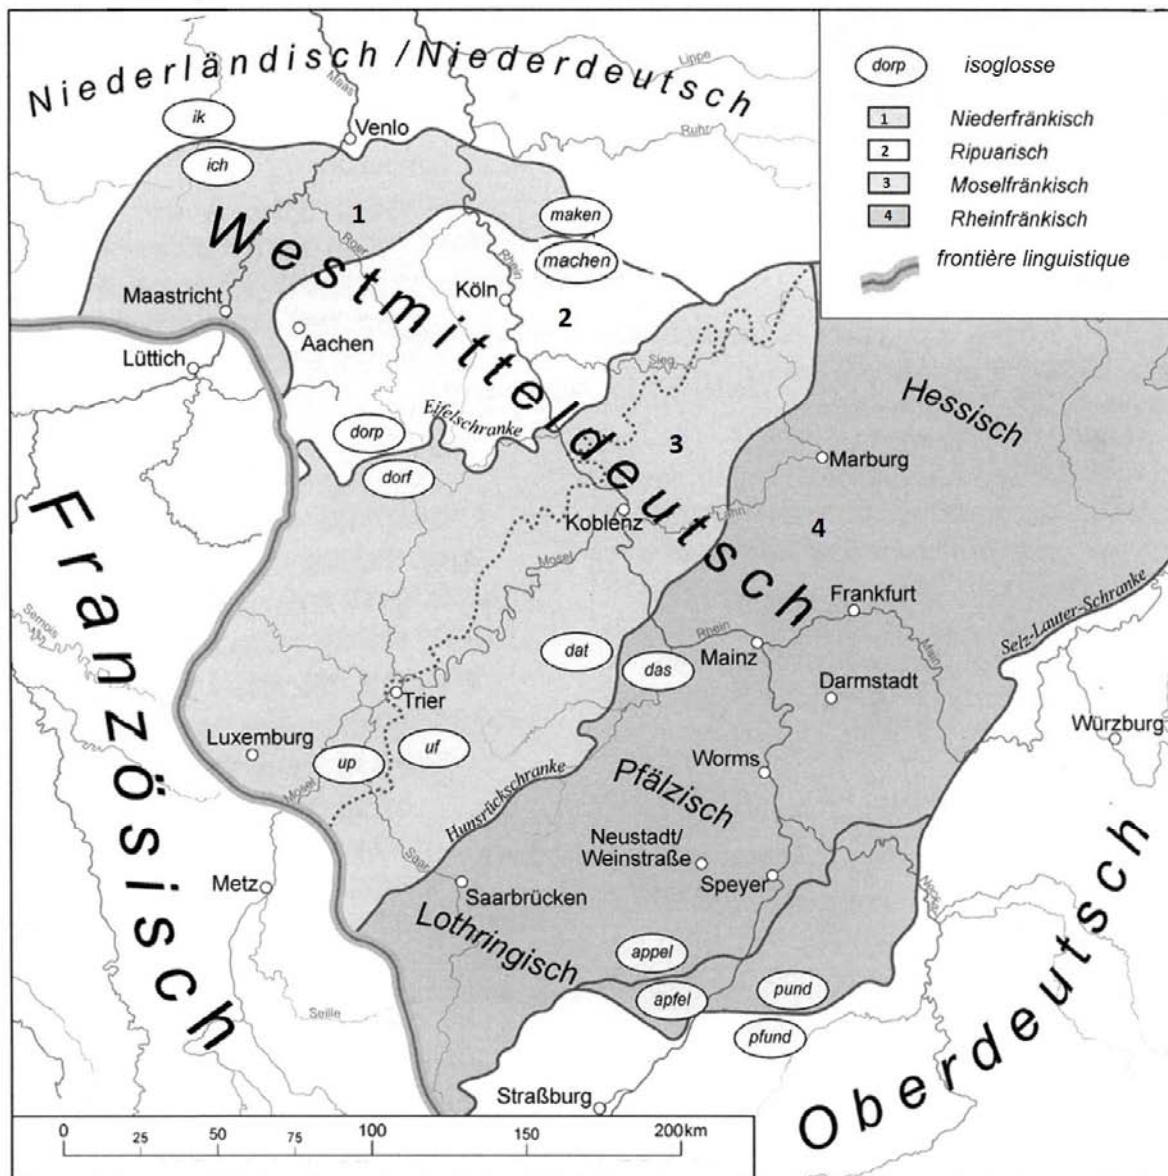 Niederländisch / Niederdeutsch
dorp
isoglosse
1
Niederfränkisch
2
Ripuarisch
3
Moselfränkisch
4
Rheinfränkisch
frontière linguistique
Lippe
Maas
Ruhr
ik
Venlo
ich
1
maken
machen
Westmitteldeutsch
Roer
Rhein
Maastricht
Köln
2
Aachen
Lüttich
Sieg
Hessisch
Eifelschranke
dorp
dorf
3
Marburg
Französisch
Koblenz
Lahn
4
Mosel
Frankfurt
Selz-Lauter-Schranke
Semois
Rhein
Main
dat
das
Mainz
Darmstadt
Trier
Luxemburg
up
uf
Würzburg
Worms
Pfälzisch
Mosel
Hunsrückschranke
Neustadt/
Weinstraße
Speyer
Saar
Metz
Saarbrücken
Neckar
Lothringisch
appel
apfel
pund
pfund
Seille
Oberdeutsch
Straßburg
0 25 50 75 100 150 200km